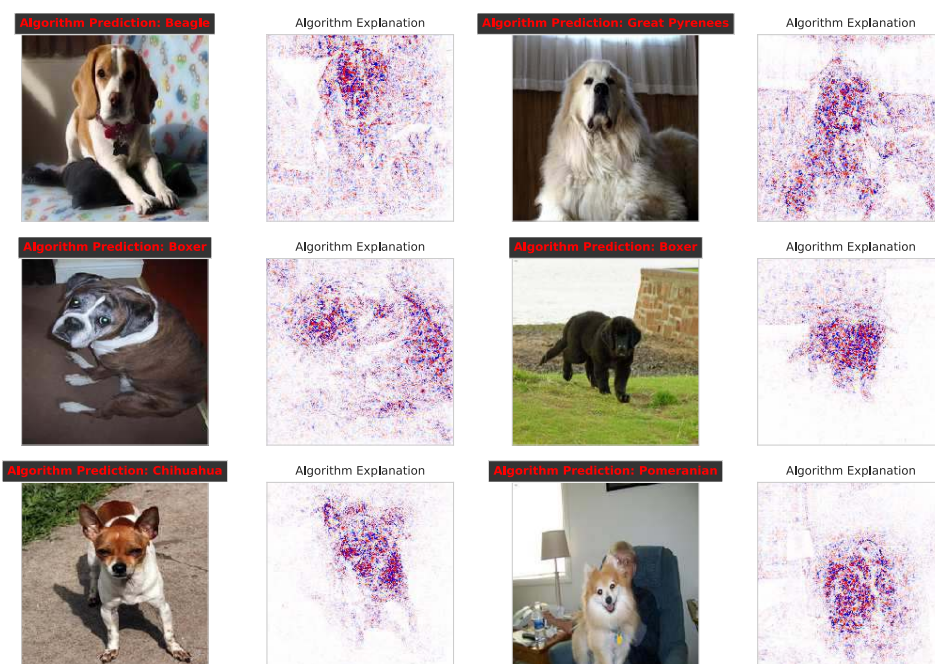 Algorithm Prediction: Beagle
Algorithm Explanation
Algorithm Prediction: Great Pyrenees
Algorithm Explanation
Algorithm Prediction: Boxer
Algorithm Explanation
Algorithm Prediction: Boxer
Algorithm Explanation
Algorithm Prediction: Chihuahua
Algorithm Explanation
Algorithm Prediction: Pomeranian
Algorithm Explanation